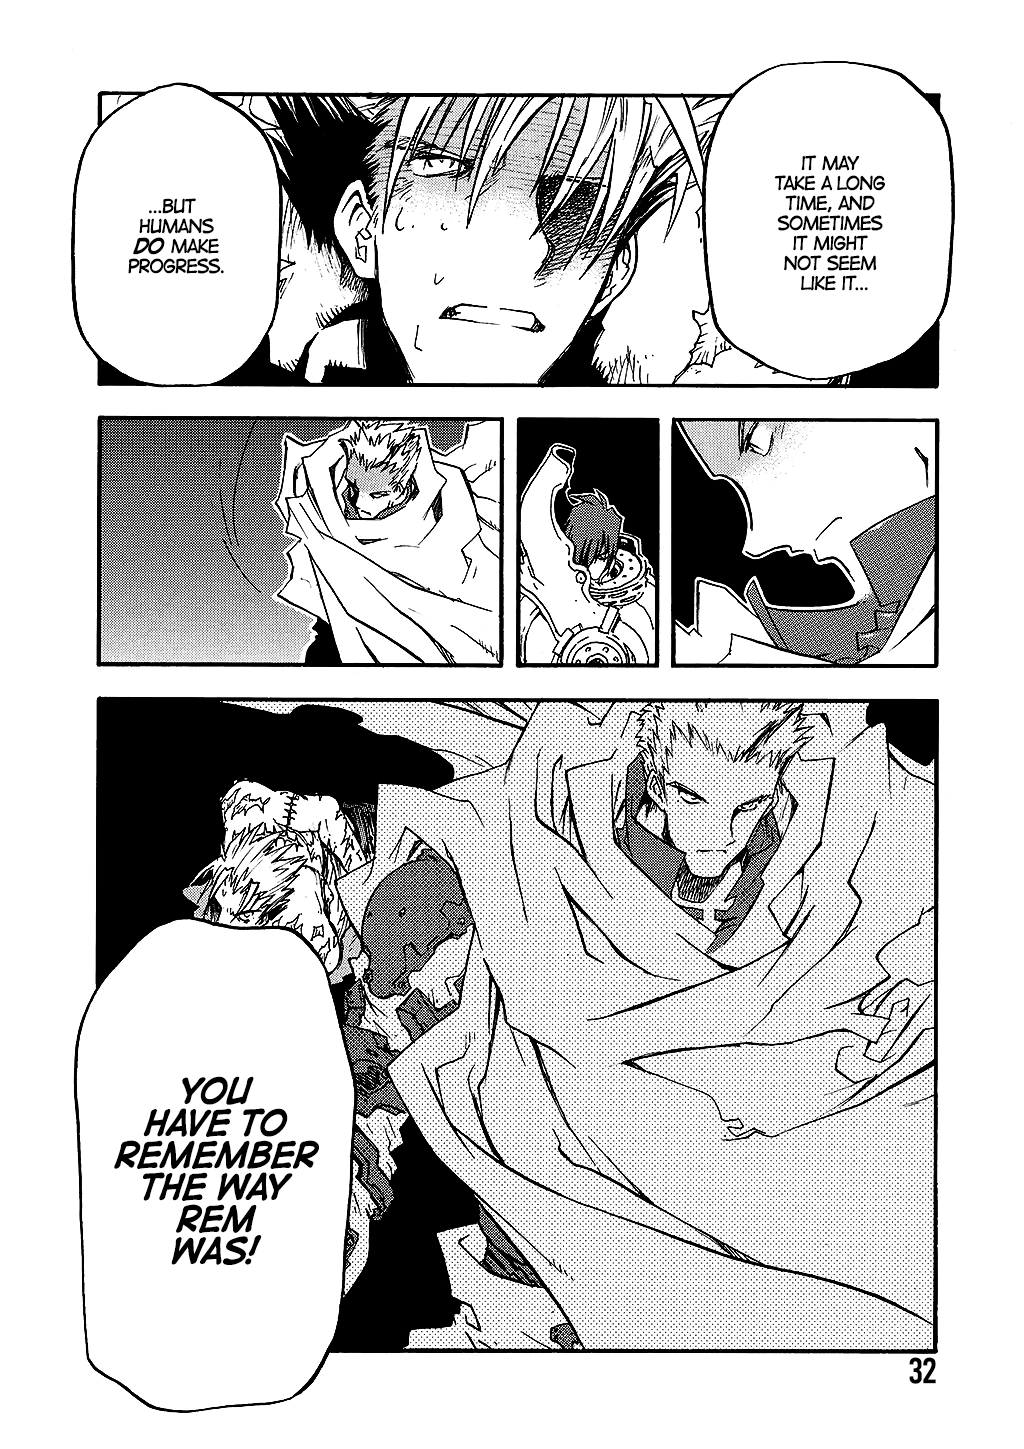 IT MAY
TAKE A LONG
TIME, AND
SOMETIMES
IT MIGHT
NOT SEEM
LIKE IT...
...BUT
HUMANS
DO MAKE
PROGRESS.
YOU
HAVE TO
REMEMBER
THE WAY
REM
WAS!
32